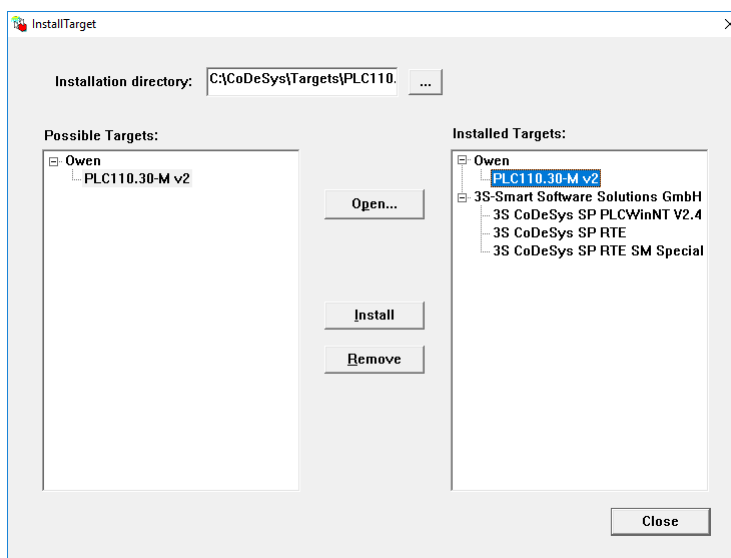 InstallTarget
Installation directory:
C:\CoDeSys\Targets\PLC110.
...
Possible Targets:
Owen
PLC110.30-M v2
Open...
Install
Remove
Installed Targets:
Owen
PLC110.30-M v2
3S-Smart Software Solutions GmbH
3S CoDeSys SP PLCWinNT V2.4
3S CoDeSys SP RTE
3S CoDeSys SP RTE SM Special
Close